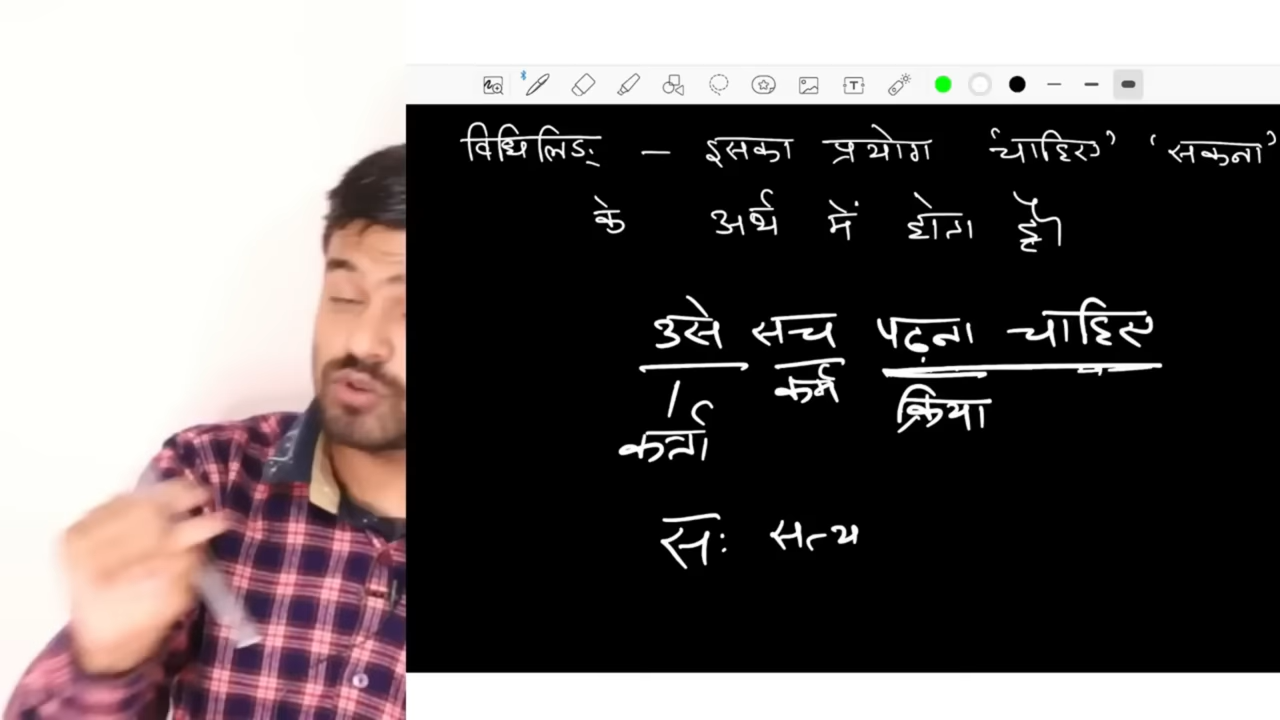 विधिलिङ: — इसका प्रयोग 'चाहिए' 'सकना'
के अर्थ में होता है।
उसे सच पढ़ना चाहिए
कर्ता कर्म क्रिया
सः सत्य